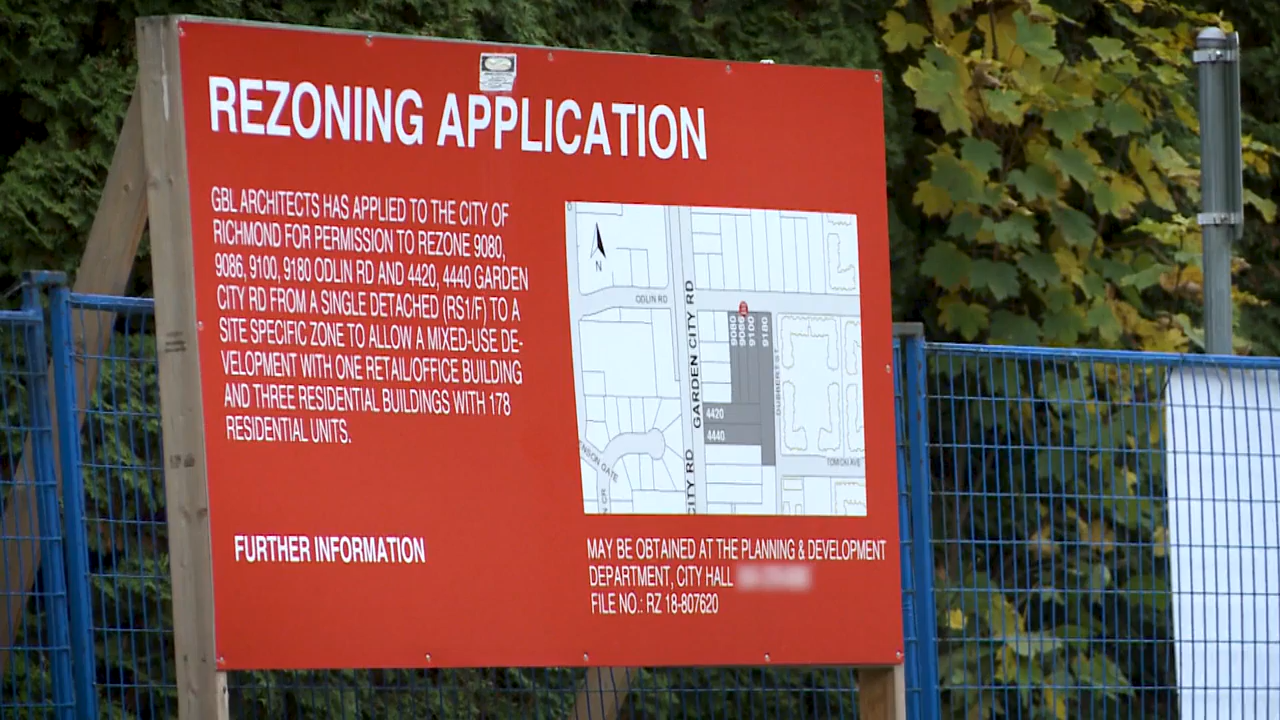 REZONING APPLICATION
GBL ARCHITECTS HAS APPLIED TO THE CITY OF
RICHMOND FOR PERMISSION TO REZONE 9080,
9086, 9100, 9180 ODLIN RD AND 4420, 4440 GARDEN
CITY RD FROM A SINGLE DETACHED (RS1/F) TO A
SITE SPECIFIC ZONE TO ALLOW A MIXED-USE DE-
VELOPMENT WITH ONE RETAIL/OFFICE BUILDING
AND THREE RESIDENTIAL BUILDINGS WITH 178
RESIDENTIAL UNITS.
N
ODLIN RD
GARDEN CITY RD
9080
9086
9100
9180
DUBBERT ST
4420
4440
CITY RD
ENSON GATE
N CR
TOMICKI AVE
FURTHER INFORMATION
MAY BE OBTAINED AT THE PLANNING & DEVELOPMENT
DEPARTMENT, CITY HALL
FILE NO.: RZ 18-807620